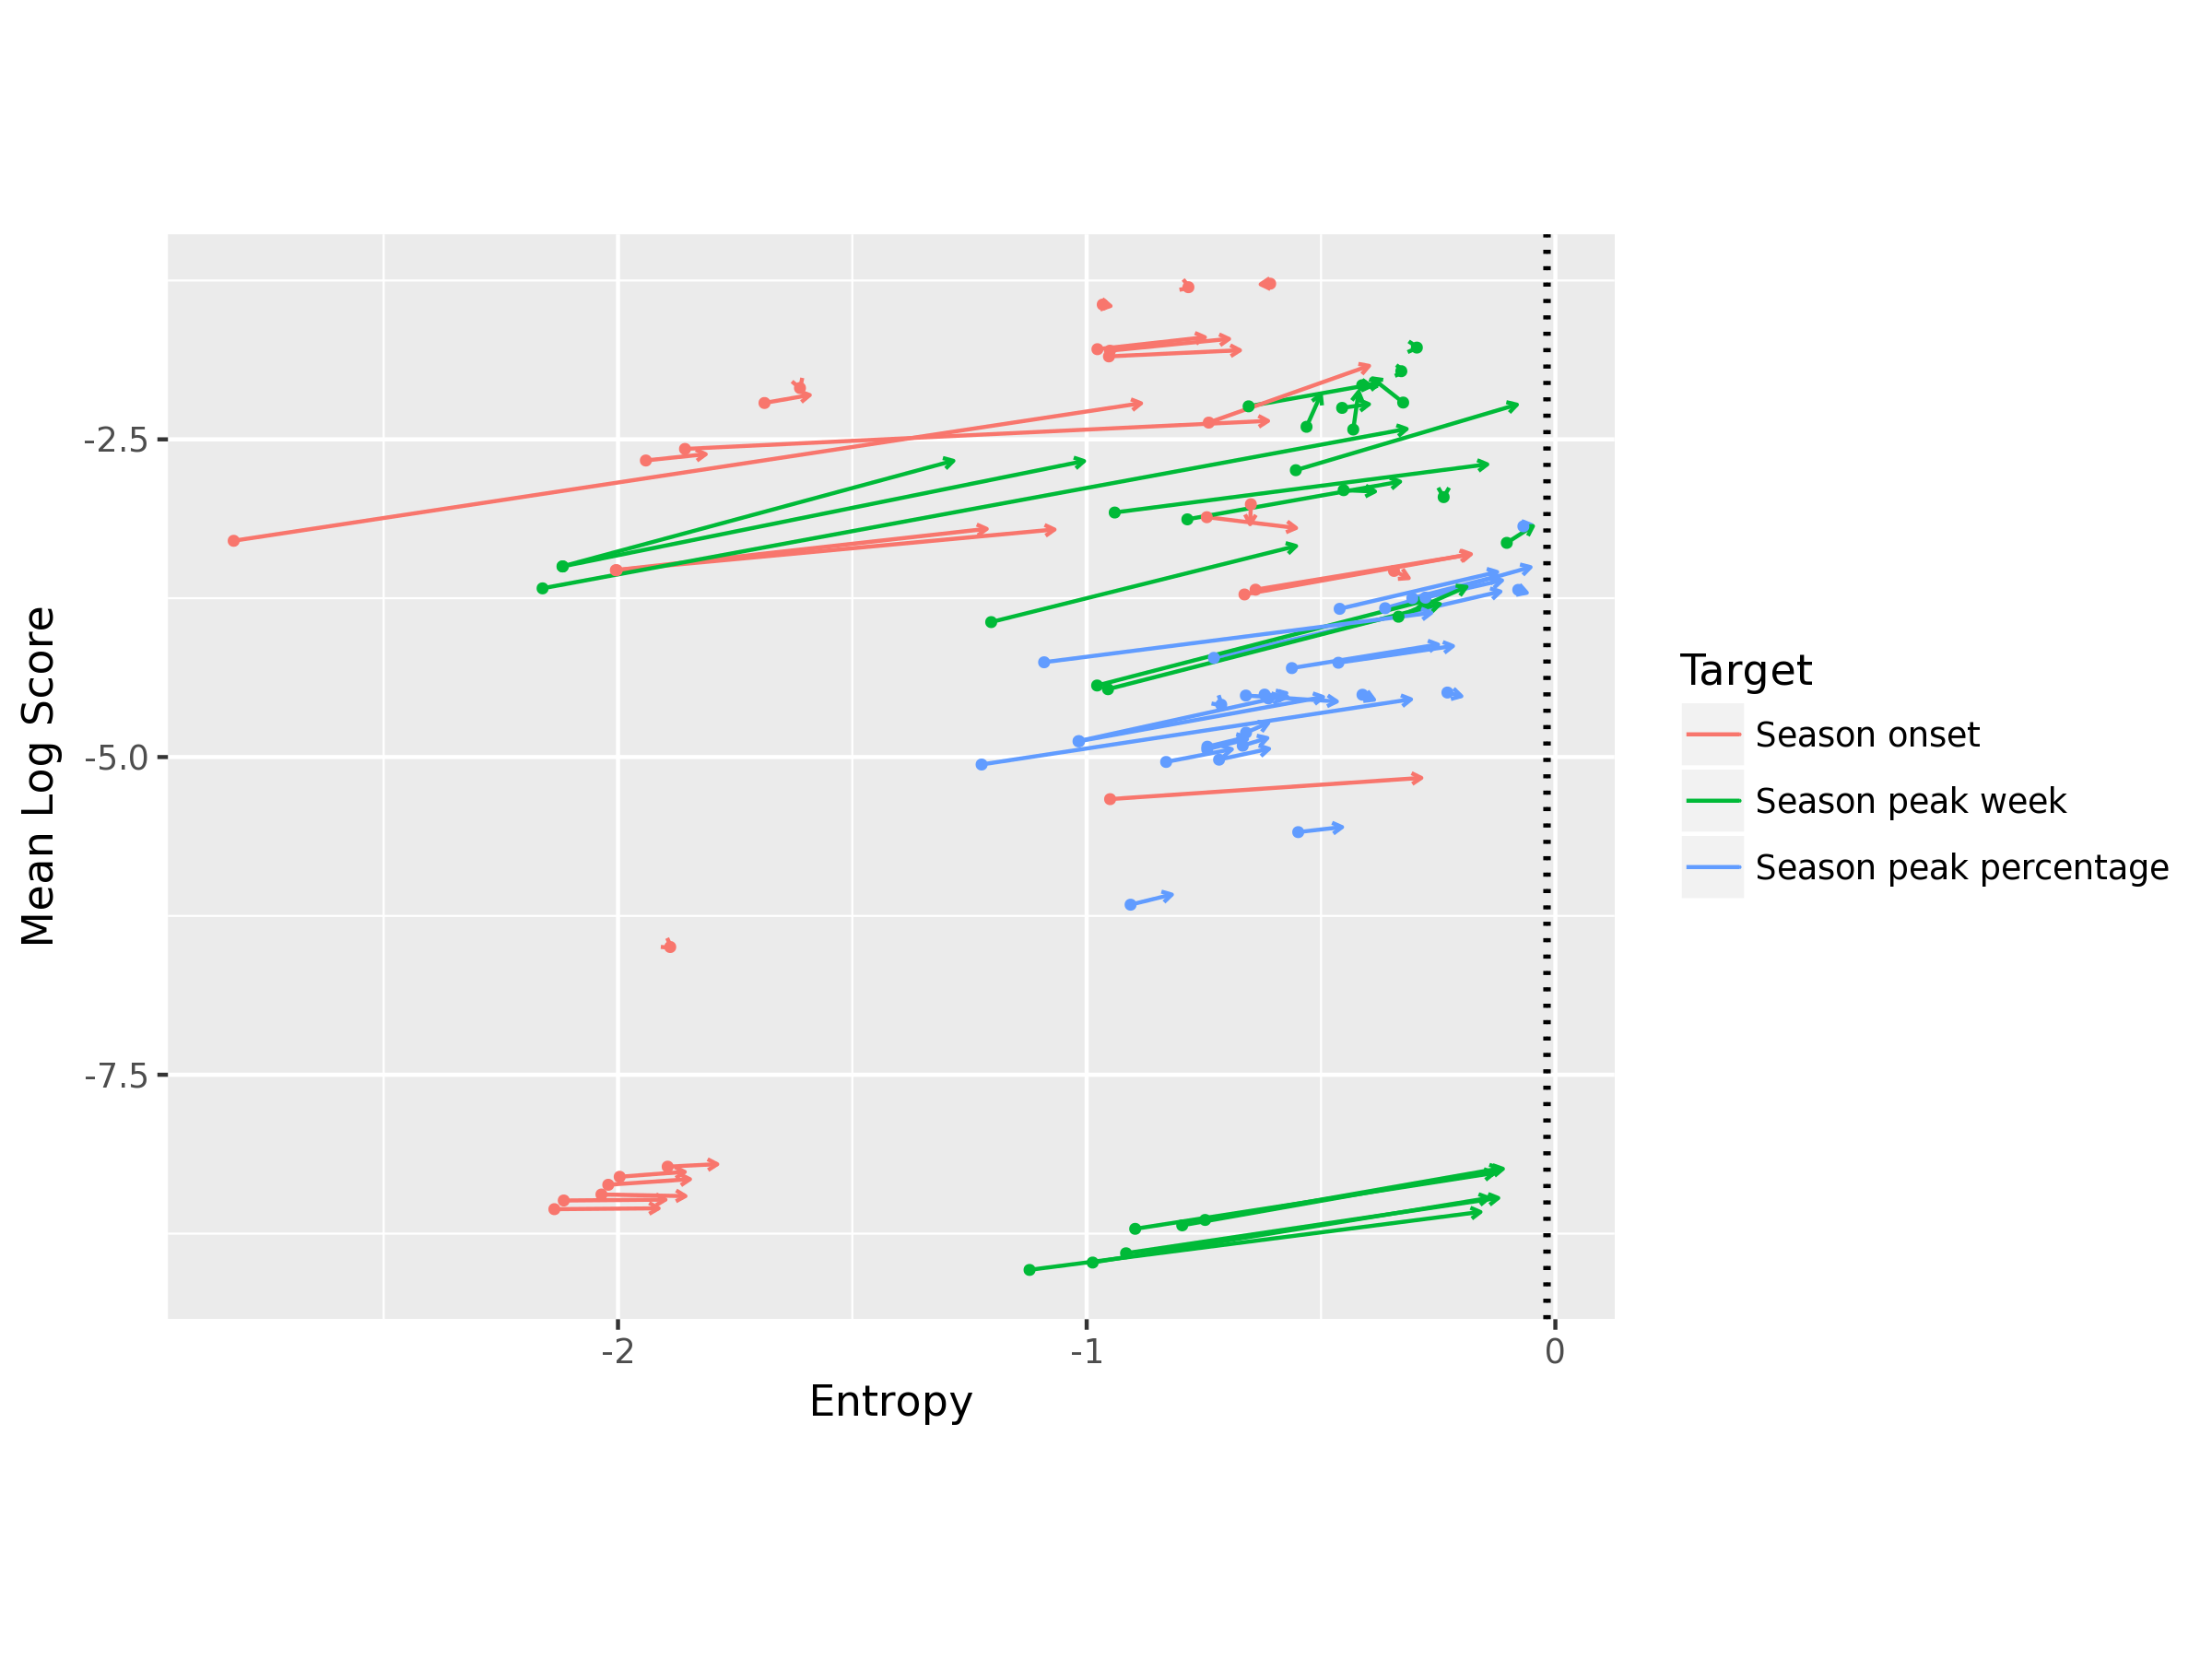 Mean Log Score
-2.5
-5.0
-7.5
-2
-1
0
Entropy
Target
Season onset
Season peak week
Season peak percentage